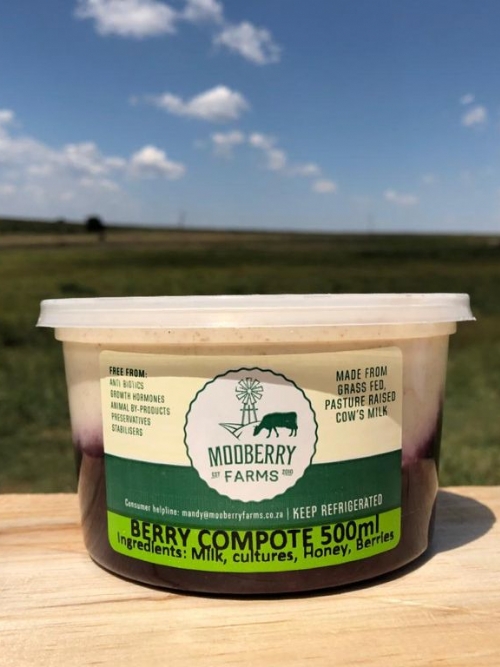 FREE FROM:
ANTI BIOTICS
GROWTH HORMONES
ANIMAL BY-PRODUCTS
PRESERVATIVES
STABILISERS
MADE FROM
GRASS FED,
PASTURE RAISED
COW'S MILK
MOOBERRY
FARMS
Consumer helpline: mandy@mooberryfarms.co.za | KEEP REFRIGERATED
BERRY COMPOTE 500ml
Ingredients: Milk, cultures, Honey, Berries